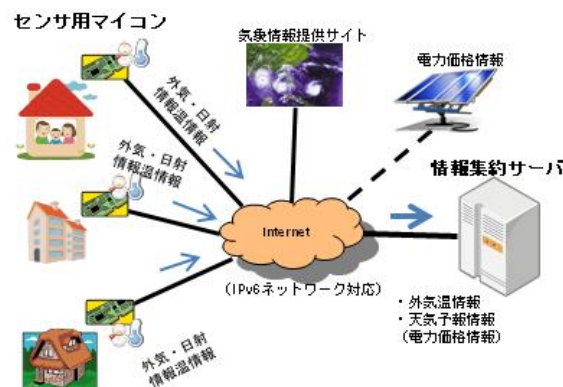 センサ用マイコン
気象情報提供サイト
電力価格情報
外気・日射
情報温情報
外気・日射
情報温情報
情報集約サーバ
Internet
(IPv6ネットワーク対応)
・外気温情報
・天気予報情報
(電力価格情報)
外気・日射
情報温情報